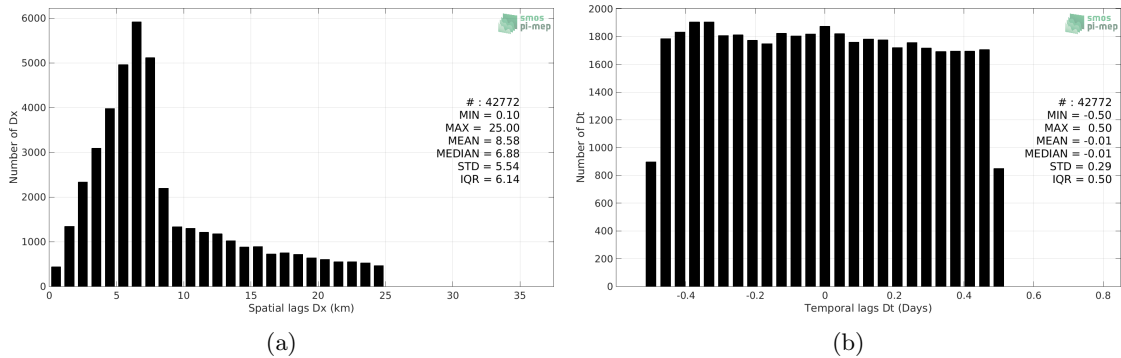 smos
pi-mep
6000
5000
4000
3000
2000
1000
0
Number of Dx
# : 42772
MIN = 0.10
MAX = 25.00
MEAN = 8.58
MEDIAN = 6.88
STD = 5.54
IQR = 6.14
0 5 10 15 20 25 30 35
Spatial lags Dx (km)
(a)
smos
pi-mep
2000
1800
1600
1400
1200
1000
800
600
400
200
0
Number of Dt
# : 42772
MIN = -0.50
MAX = 0.50
MEAN = -0.01
MEDIAN = -0.01
STD = 0.29
IQR = 0.50
-0.4 -0.2 0 0.2 0.4 0.6 0.8
Temporal lags Dt (Days)
(b)